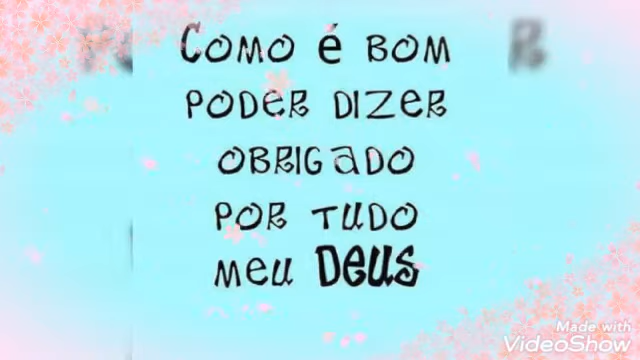 Como é bom
poder dizer
obrigado
por tudo
meu Deus
Made with
VideoShow